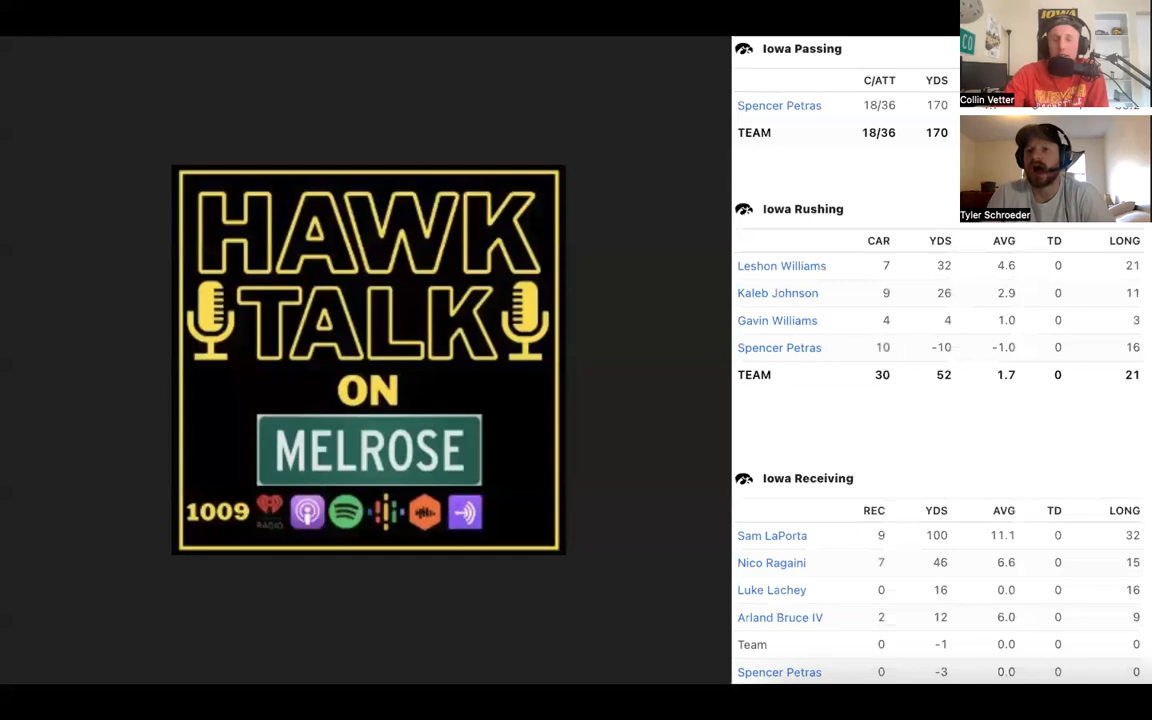 HAWK
TALK
ON
MELROSE
1009
RADIO
Iowa Passing
C/ATT YDS
Spencer Petras 18/36 170
TEAM 18/36 170
Iowa Rushing
CAR YDS AVG TD LONG
Leshon Williams 7 32 4.6 0 21
Kaleb Johnson 9 26 2.9 0 11
Gavin Williams 4 4 1.0 0 3
Spencer Petras 10 -10 -1.0 0 16
TEAM 30 52 1.7 0 21
Iowa Receiving
REC YDS AVG TD LONG
Sam LaPorta 9 100 11.1 0 32
Nico Ragaini 7 46 6.6 0 15
Luke Lachey 0 16 0.0 0 16
Arland Bruce IV 2 12 6.0 0 9
Team 0 -1 0.0 0 0
Spencer Petras 0 -3 0.0 0 0
IOWA
CO
Collin Vetter
Tyler Schroeder